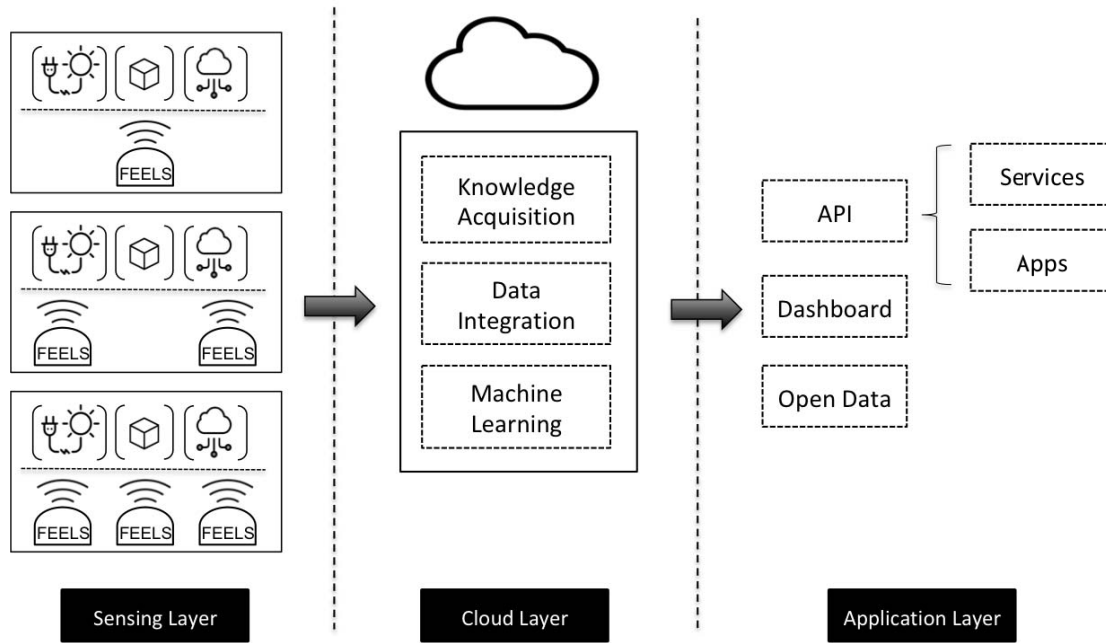 FEELS
FEELS FEELS
FEELS FEELS FEELS
Sensing Layer
Knowledge
Acquisition
Data
Integration
Machine
Learning
Cloud Layer
API
Services
Apps
Dashboard
Open Data
Application Layer